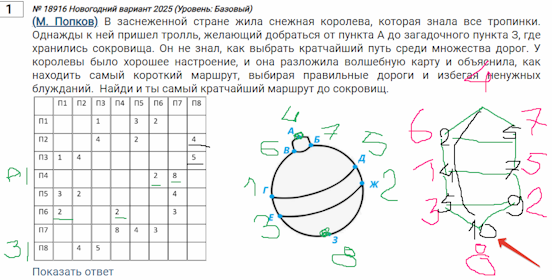 1
№ 18916 Новогодний вариант 2025 (Уровень: Базовый)
(М. Попков) В заснеженной стране жила снежная королева, которая знала все тропинки.
Однажды к ней пришел тролль, желающий добраться от пункта А до загадочного пункта З, где
хранились сокровища. Он не знал, как выбрать кратчайший путь среди множества дорог. У
королевы было хорошее настроение, и она разложила волшебную карту и объяснила, как
находить самый короткий маршрут, выбирая правильные дороги и избегая ненужных
блужданий. Найди и ты самый кратчайший маршрут до сокровищ.
П1 П2 П3 П4 П5 П6 П7 П8
П1 1 3 2
П2 4 2 4
П3 1 4 5
А П4 2 8
П5 3 2 4 3
П6 2 2 4
П7 8 4 3
З П8 4 5
4
А
7
Б
6
В
5
Д
1
Г
Ж
2
3
Е
З
8
4
6
7
1
5
3
2
10
8
Показать ответ